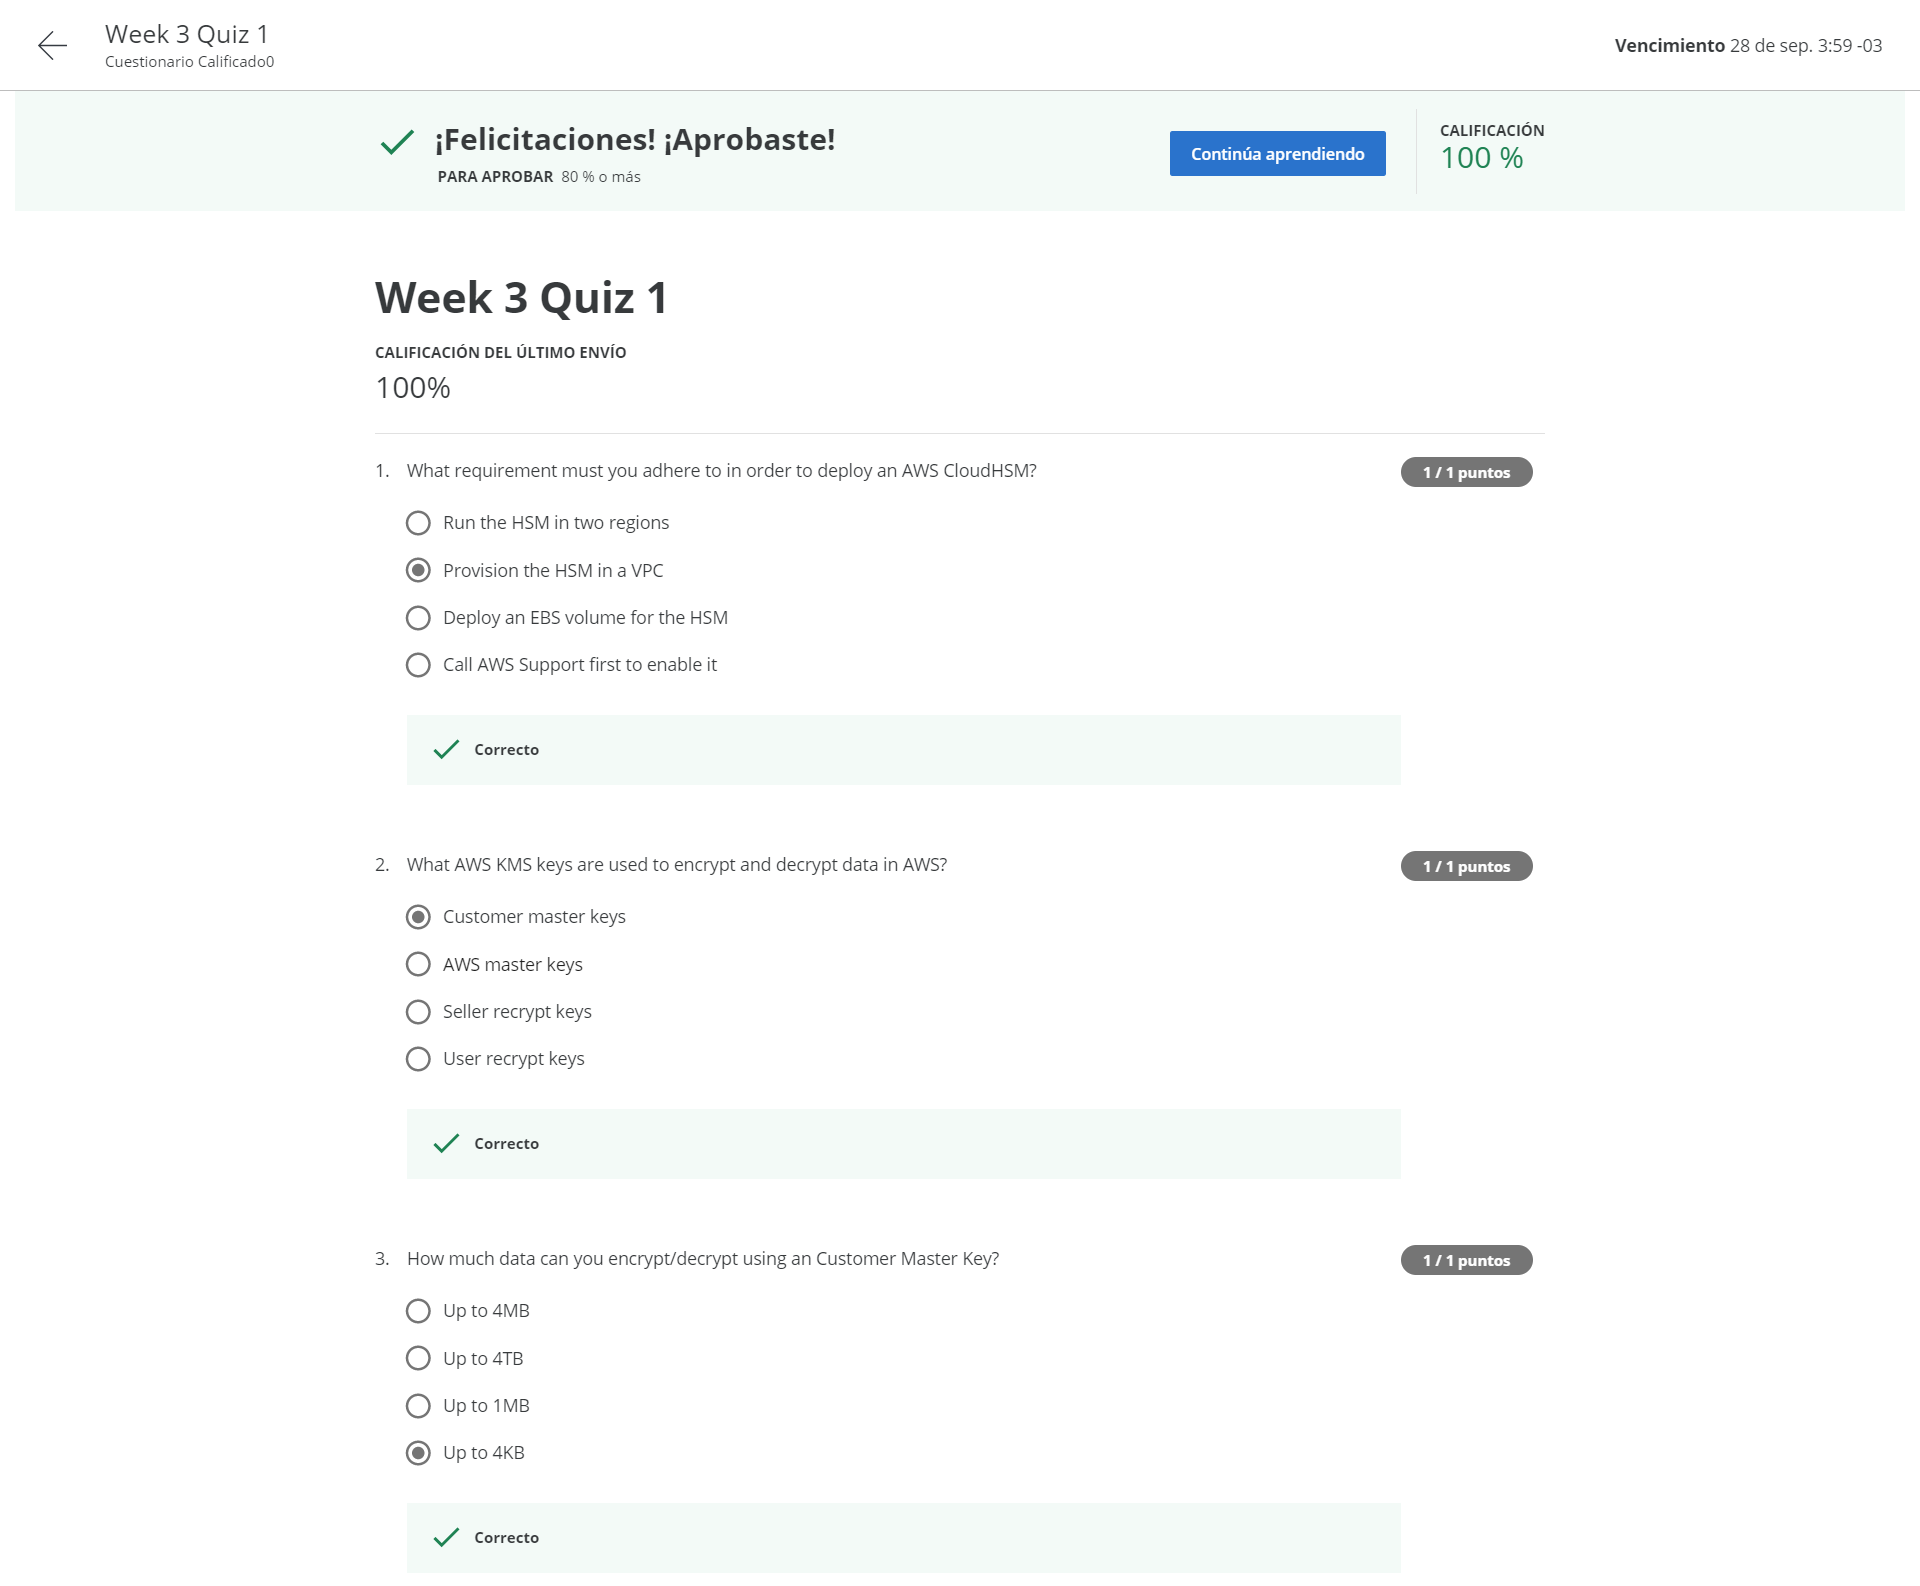 Week 3 Quiz 1
Cuestionario Calificado0
Vencimiento 28 de sep. 3:59 -03
¡Felicitaciones! ¡Aprobaste!
PARA APROBAR 80 % o más
Continúa aprendiendo
CALIFICACIÓN
100 %
Week 3 Quiz 1
CALIFICACIÓN DEL ÚLTIMO ENVÍO
100%
1. What requirement must you adhere to in order to deploy an AWS CloudHSM?
1 / 1 puntos
Run the HSM in two regions
Provision the HSM in a VPC
Deploy an EBS volume for the HSM
Call AWS Support first to enable it
Correcto
2. What AWS KMS keys are used to encrypt and decrypt data in AWS?
1 / 1 puntos
Customer master keys
AWS master keys
Seller recrypt keys
User recrypt keys
Correcto
3. How much data can you encrypt/decrypt using an Customer Master Key?
1 / 1 puntos
Up to 4MB
Up to 4TB
Up to 1MB
Up to 4KB
Correcto